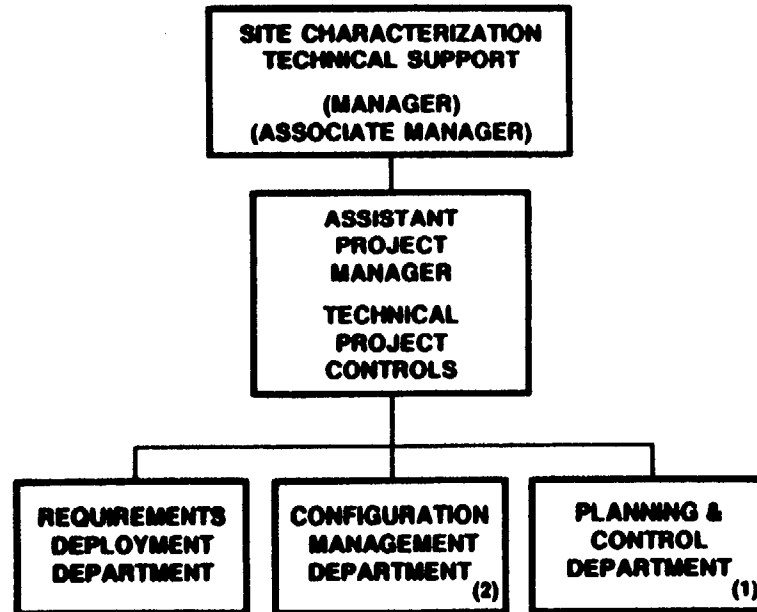 SITE CHARACTERIZATION
TECHNICAL SUPPORT
(MANAGER)
(ASSOCIATE MANAGER)
ASSISTANT
PROJECT
MANAGER
TECHNICAL
PROJECT
CONTROLS
REQUIREMENTS
DEPLOYMENT
DEPARTMENT
CONFIGURATION
MANAGEMENT
DEPARTMENT
(2)
PLANNING &
CONTROL
DEPARTMENT
(1)